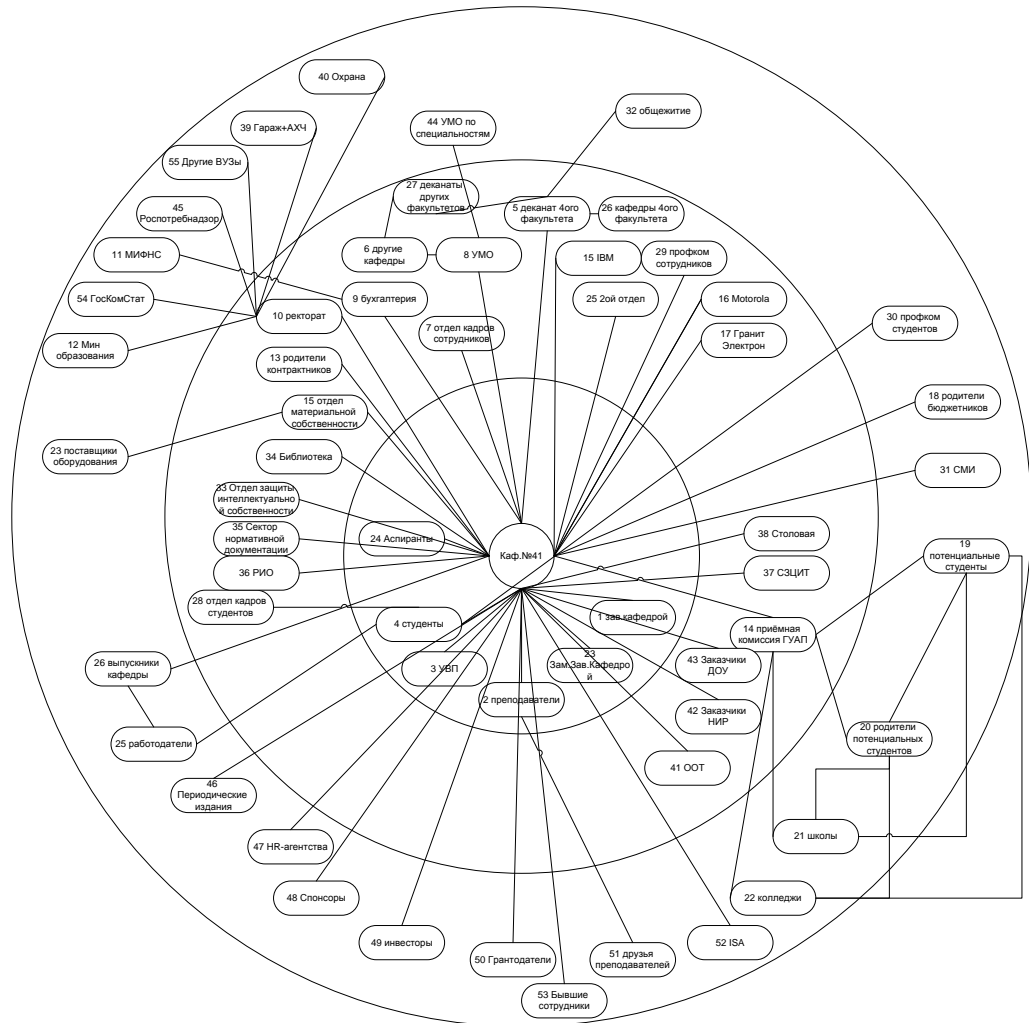 40 Охрана
44 УМО по
специальностям
32 общежитие
39 Гараж+АХЧ
55 Другие ВУЗы
27 деканаты
других
факультетов
5 деканат 4ого
факультета
26 кафедры 4ого
факультета
45
Роспотребнадзор
11 МИФНС
6 другие
кафедры
8 УМО
15 IBM
29 профком
сотрудников
54 ГосКомСтат
9 бухгалтерия
25 2ой отдел
16 Motorola
10 ректорат
7 отдел кадров
сотрудников
17 Гранит
Электрон
30 профком
студентов
12 Мин
образования
13 родители
контрактников
15 отдел
материальной
собственности
18 родители
бюджетников
23 поставщики
оборудования
34 Библиотека
31 СМИ
33 Отдел защиты
интеллектуально
й собственности
35 Сектор
нормативной
документации
24 Аспиранты
Каф.№41
38 Столовая
19
потенциальные
студенты
36 РИО
37 СЗЦИТ
28 отдел кадров
студентов
4 студенты
1 зав.кафедрой
14 приёмная
комиссия ГУАП
26 выпускники
кафедры
3 УВП
23
Зам.Зав.Кафедро
й
43 Заказчики
ДОУ
2 преподаватели
42 Заказчики
НИР
20 родители
потенциальных
студентов
25 работодатели
41 ООТ
46
Периодические
издания
21 школы
47 HR-агентства
48 Спонсоры
22 колледжи
49 инвесторы
50 Грантодатели
51 друзья
преподавателей
52 ISA
53 Бывшие
сотрудники